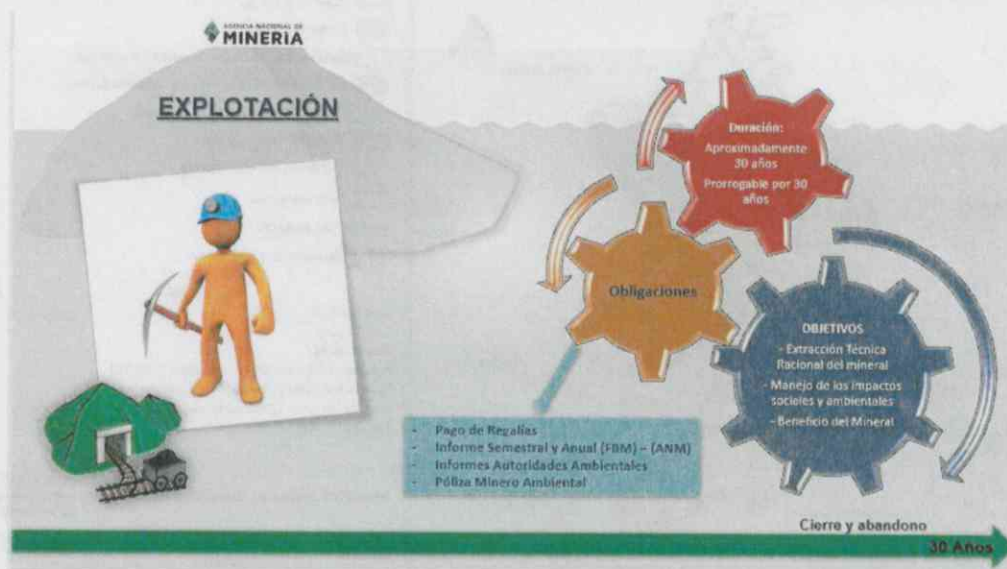 AGENCIA NACIONAL DE
MINERÍA
EXPLOTACIÓN
Duración:
Aproximadamente
30 años
Prorrogable por 30
años
Obligaciones
OBJETIVOS
- Extracción Técnica
Racional del mineral
- Manejo de los impactos
sociales y ambientales
- Beneficio del Mineral
- Pago de Regalías
- Informe Semestral y Anual (FBM) – (ANM)
- Informes Autoridades Ambientales
- Póliza Minero Ambiental
Cierre y abandono
30 Años